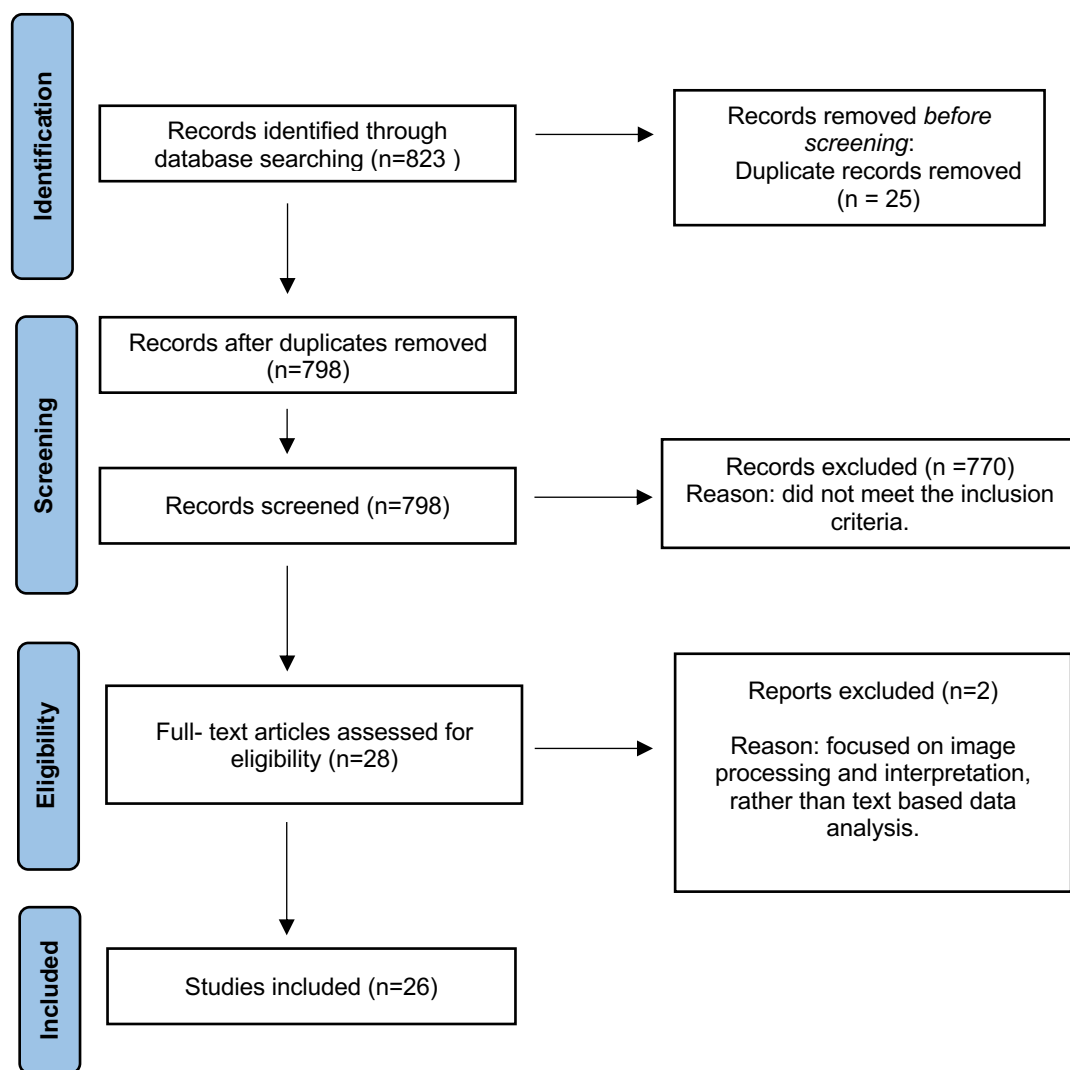 Identification
Records identified through
database searching (n=823 )
Records removed before
screening:
Duplicate records removed
(n = 25)
Screening
Records after duplicates removed
(n=798)
Records screened (n=798)
Records excluded (n =770)
Reason: did not meet the inclusion
criteria.
Eligibility
Full- text articles assessed for
eligibility (n=28)
Reports excluded (n=2)
Reason: focused on image
processing and interpretation,
rather than text based data
analysis.
Included
Studies included (n=26)